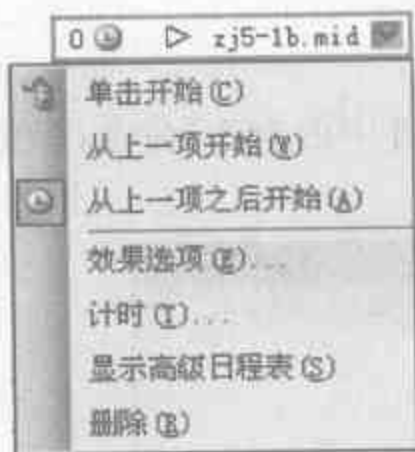 0 zj5-1b.mid
单击开始(C)
从上一项开始(W)
从上一项之后开始(A)
效果选项(E)...
计时(T)...
显示高级日程表(S)
删除(R)